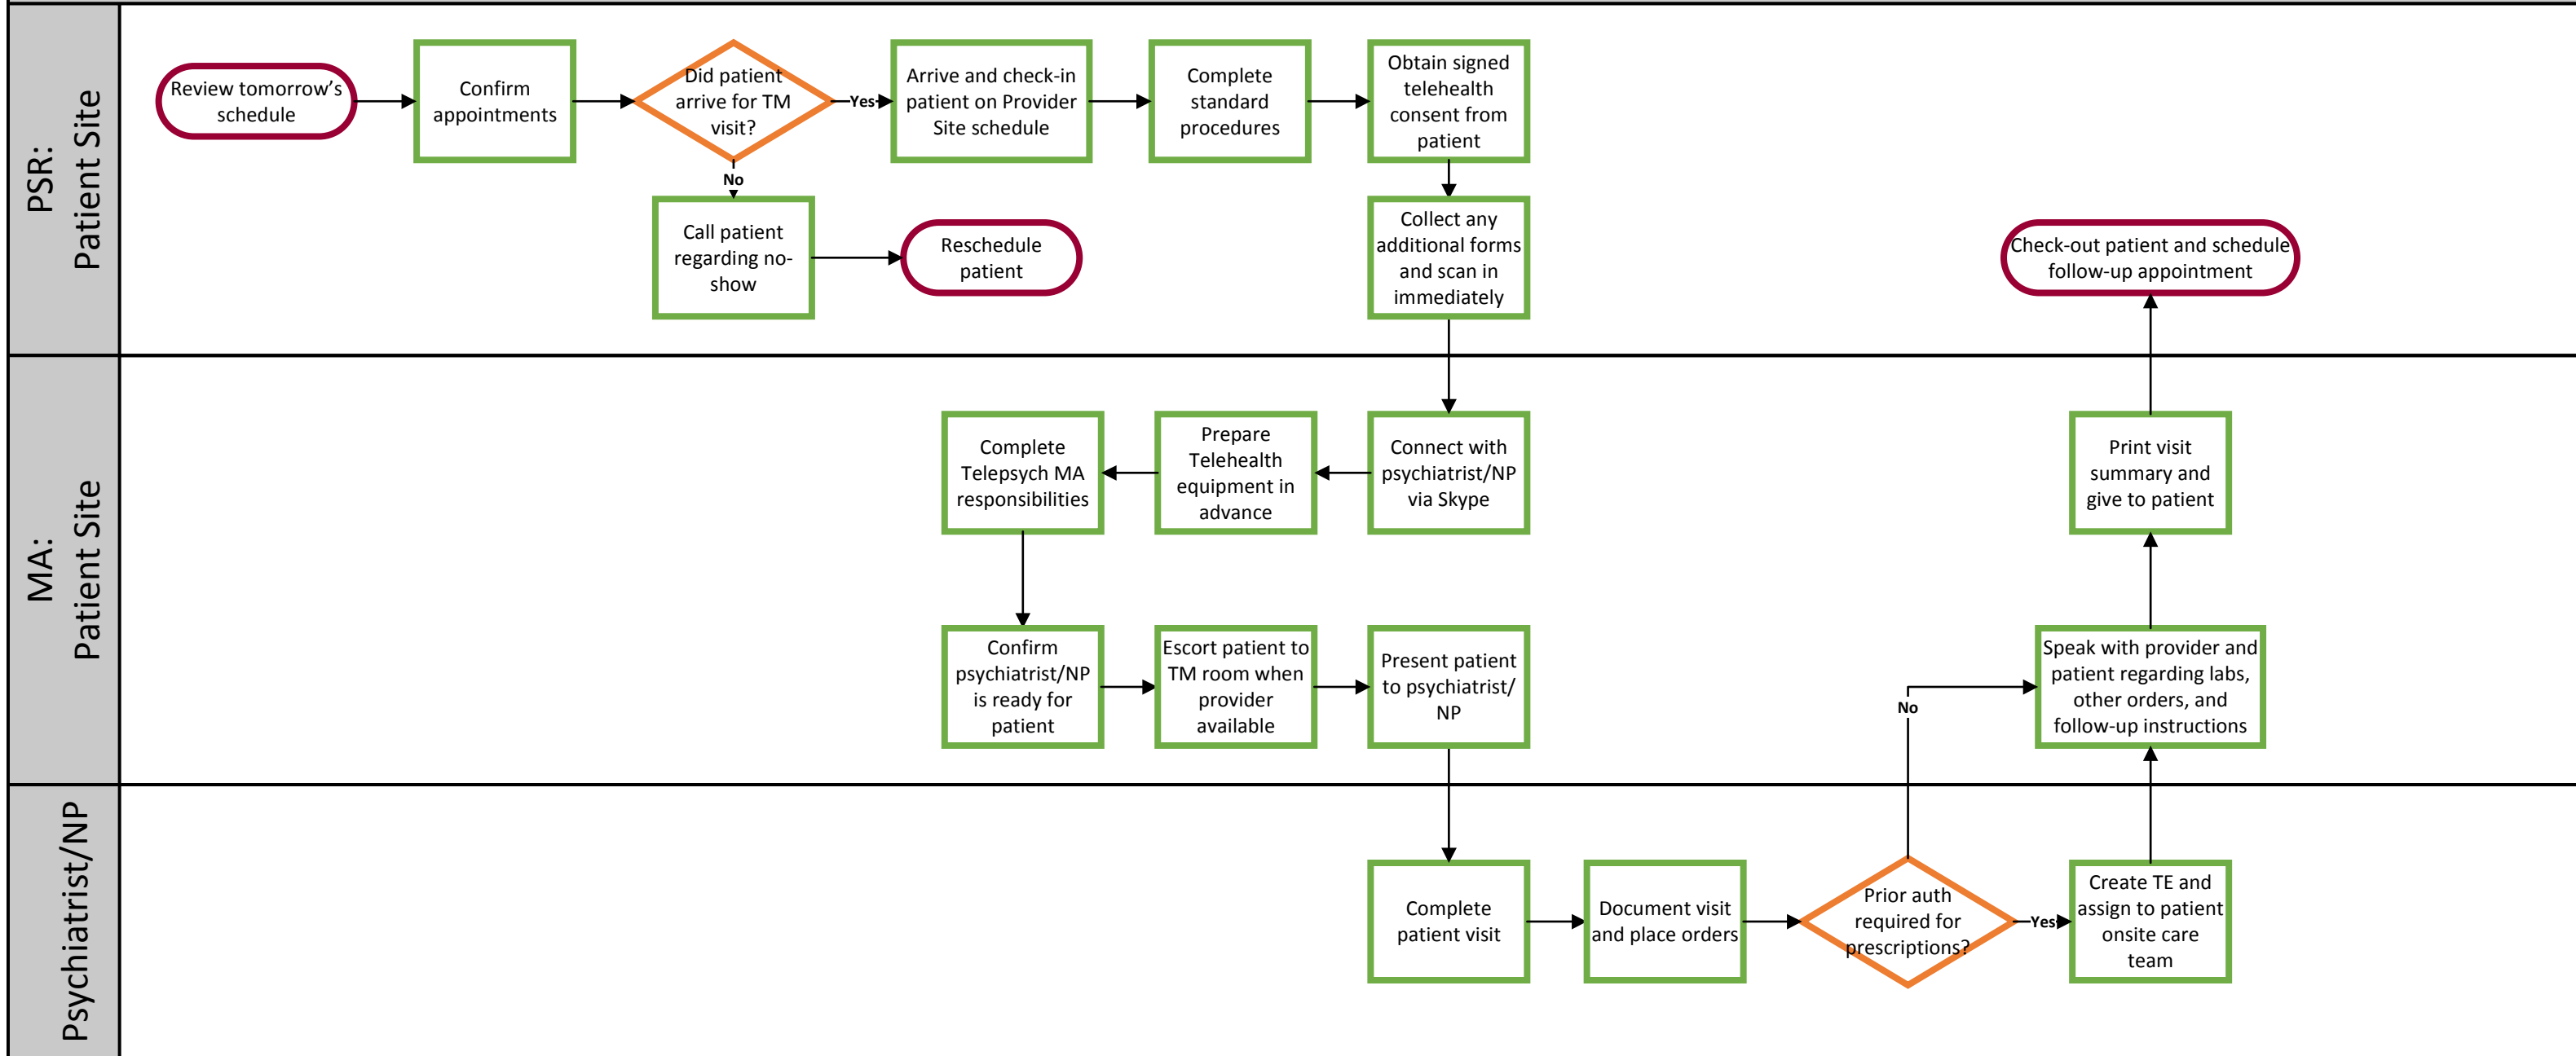 PSR:
Patient Site
Review tomorrow's
schedule
Confirm
appointments
Did patient
arrive for TM
visit?
Yes
No
Arrive and check-in
patient on Provider
Site schedule
Complete
standard
procedures
Obtain signed
telehealth
consent from
patient
Call patient
regarding no-
show
Reschedule
patient
Collect any
additional forms
and scan in
immediately
Check-out patient and schedule
follow-up appointment
MA:
Patient Site
Complete
Telepsych MA
responsibilities
Prepare
Telehealth
equipment in
advance
Connect with
psychiatrist/NP
via Skype
Print visit
summary and
give to patient
Confirm
psychiatrist/NP
is ready for
patient
Escort patient to
TM room when
provider
available
Present patient
to psychiatrist/
NP
No
Speak with provider and
patient regarding labs,
other orders, and
follow-up instructions
Psychiatrist/NP
Complete
patient visit
Document visit
and place orders
Prior auth
required for
prescriptions?
Yes
Create TE and
assign to patient
onsite care
team